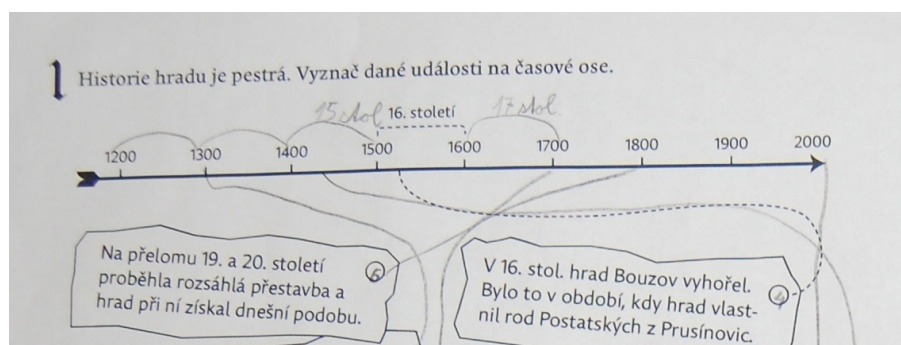 1 Historie hradu je pestrá. Vyznač dané události na časové ose.
15 stol 16. století 17 stol.
1200 1300 1400 1500 1600 1700 1800 1900 2000
Na přelomu 19. a 20. století
proběhla rozsáhlá přestavba a
hrad při ní získal dnešní podobu.
6
V 16. stol. hrad Bouzov vyhořel.
Bylo to v období, kdy hrad vlast-
nil rod Postatských z Prusínovic.
4